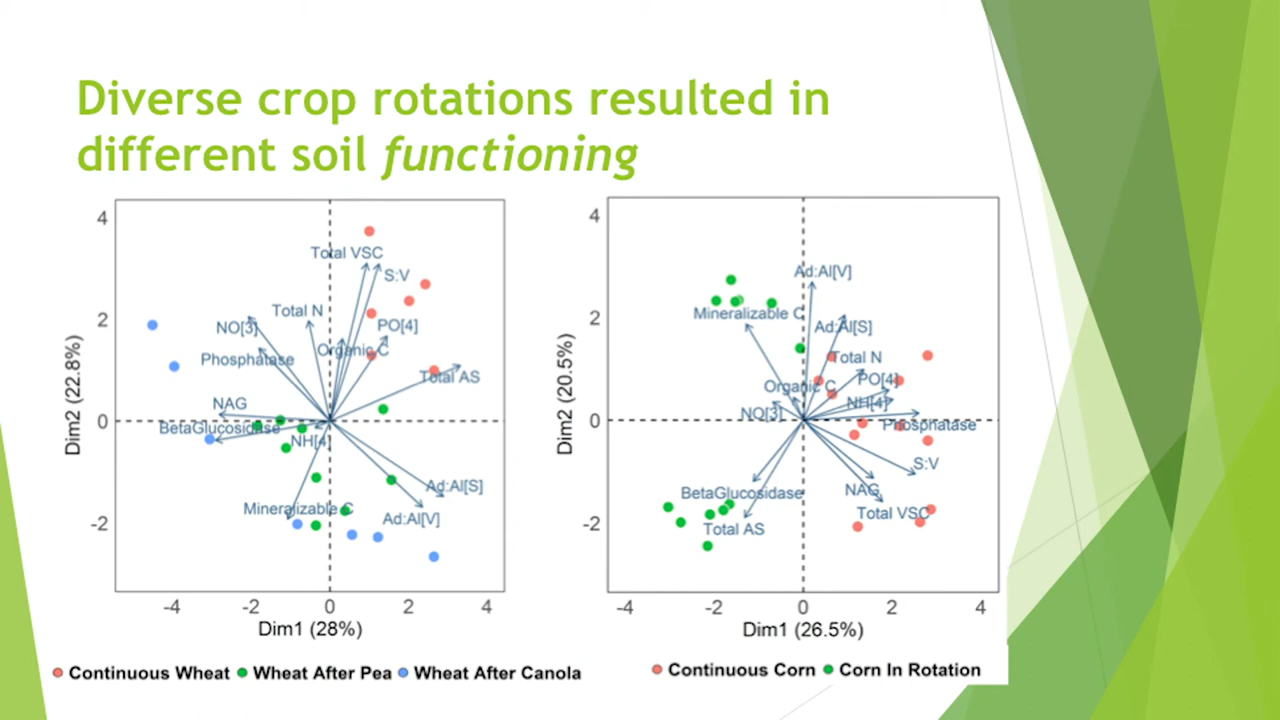 Diverse crop rotations resulted in
different soil functioning
4
2
0
-2
Dim2 (22.8%)
Total VSC
S:V
Total N
NO[3]
PO[4]
Organic C
Phosphatase
Total AS
NAG
BetaGlucosidase
NH[4]
Ad:Al[S]
Mineralizable C
Ad:Al[V]
-4 -2 0 2 4
Dim1 (28%)
Continuous Wheat Wheat After Pea Wheat After Canola
4
2
0
-2
Dim2 (20.5%)
Ad:Al[V]
Mineralizable C
Ad:Al[S]
Total N
Organic C
PO[4]
NH[4]
NO[3]
Phosphatase
S:V
BetaGlucosidase
NAG
Total VSC
Total AS
-4 -2 0 2 4
Dim1 (26.5%)
Continuous Corn Corn In Rotation